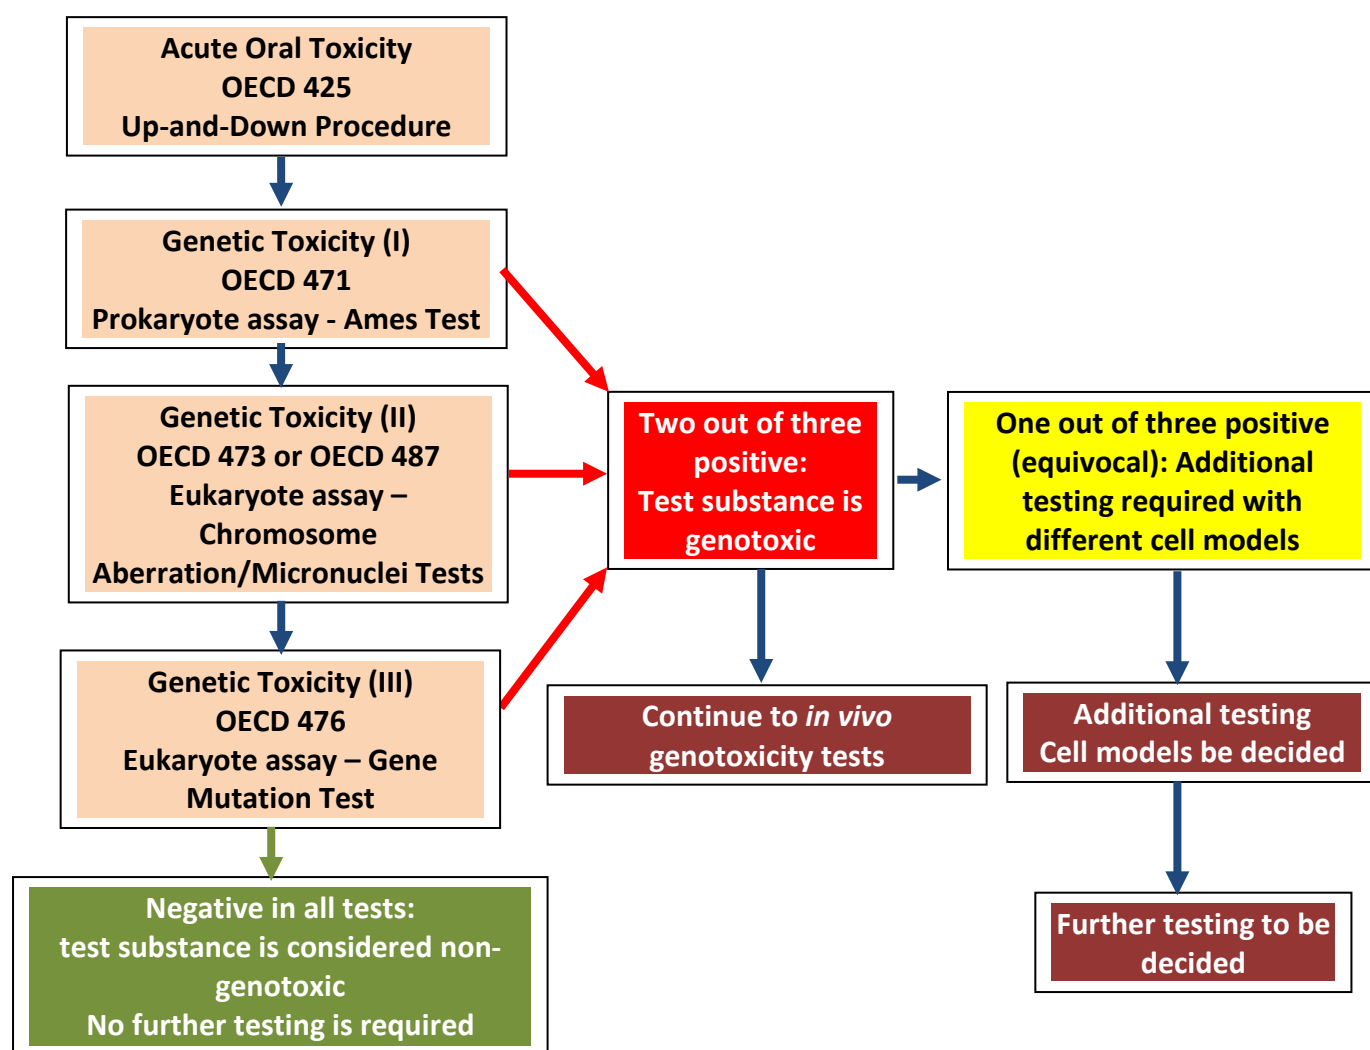 Acute Oral Toxicity
OECD 425
Up-and-Down Procedure
Genetic Toxicity (I)
OECD 471
Prokaryote assay - Ames Test
Genetic Toxicity (II)
OECD 473 or OECD 487
Eukaryote assay –
Chromosome
Aberration/Micronuclei Tests
Genetic Toxicity (III)
OECD 476
Eukaryote assay – Gene
Mutation Test
Negative in all tests:
test substance is considered non-
genotoxic
No further testing is required
Two out of three
positive:
Test substance is
genotoxic
Continue to in vivo
genotoxicity tests
One out of three positive
(equivocal): Additional
testing required with
different cell models
Additional testing
Cell models be decided
Further testing to be
decided